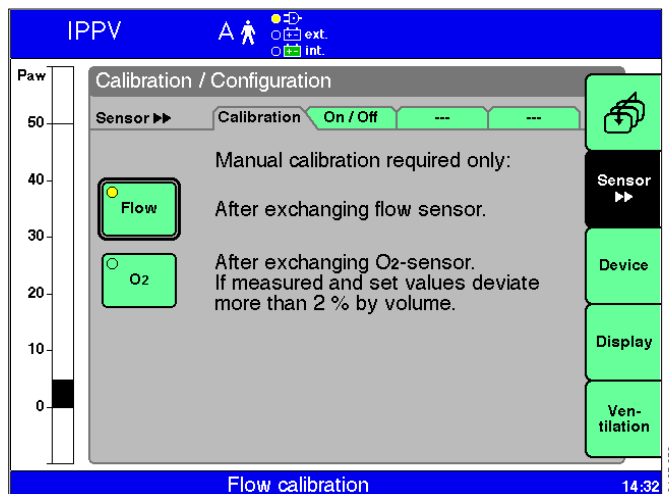 IPPV
A
ext.
int.
Paw
50
40
30
20
10
0
Calibration / Configuration
Sensor ▶▶
Calibration
On / Off
---
---
Manual calibration required only:
Flow
After exchanging flow sensor.
O2
After exchanging O2-sensor.
If measured and set values deviate
more than 2 % by volume.
Sensor
▶▶
Device
Display
Ven-
tilation
Flow calibration
14:32